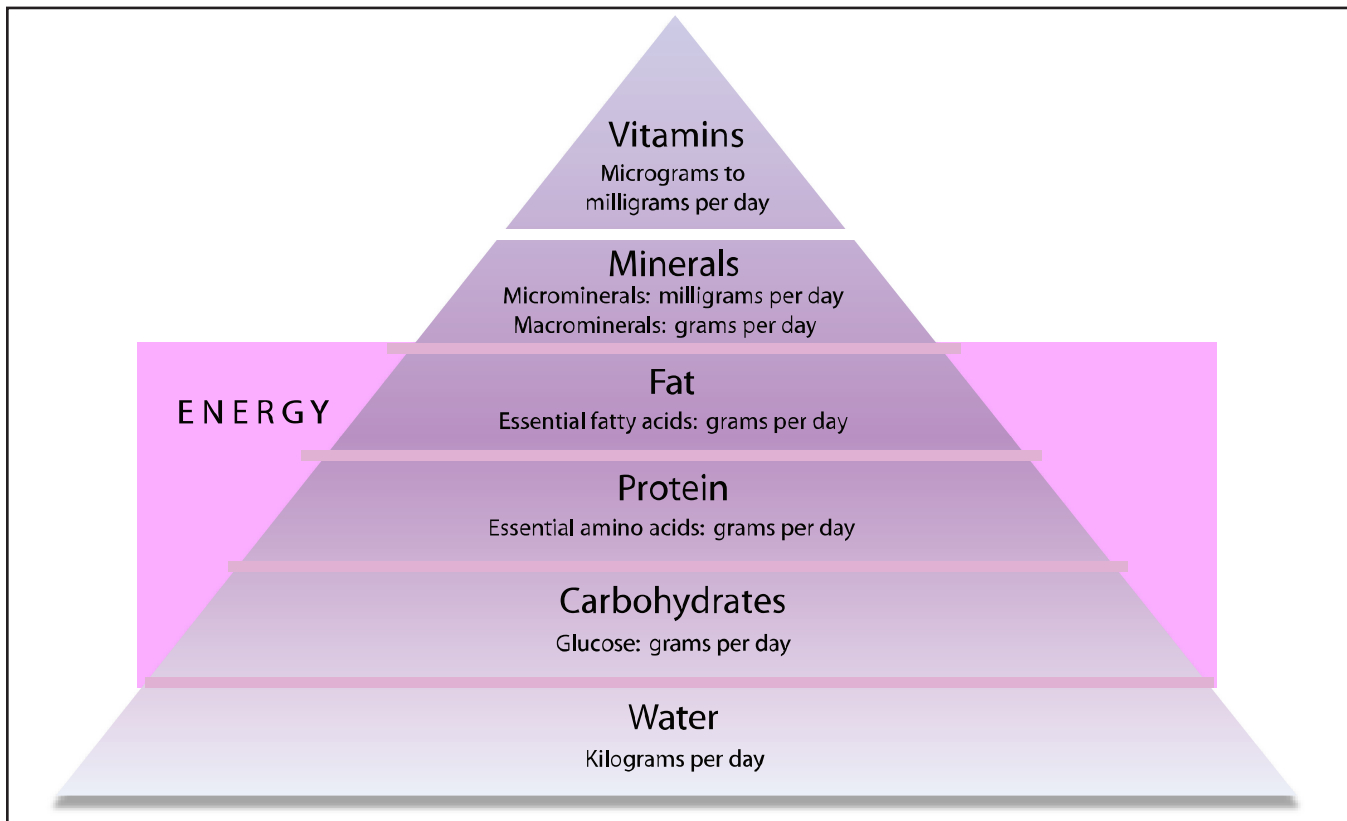 Vitamins
Micrograms to
milligrams per day
Minerals
Microminerals: milligrams per day
Macrominerals: grams per day
ENERGY
Fat
Essential fatty acids: grams per day
Protein
Essential amino acids: grams per day
Carbohydrates
Glucose: grams per day
Water
Kilograms per day